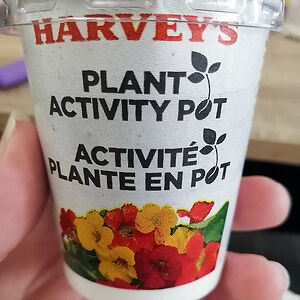 HARVEY'S
PLANT
ACTIVITY POT
ACTIVITÉ
PLANTE EN POT